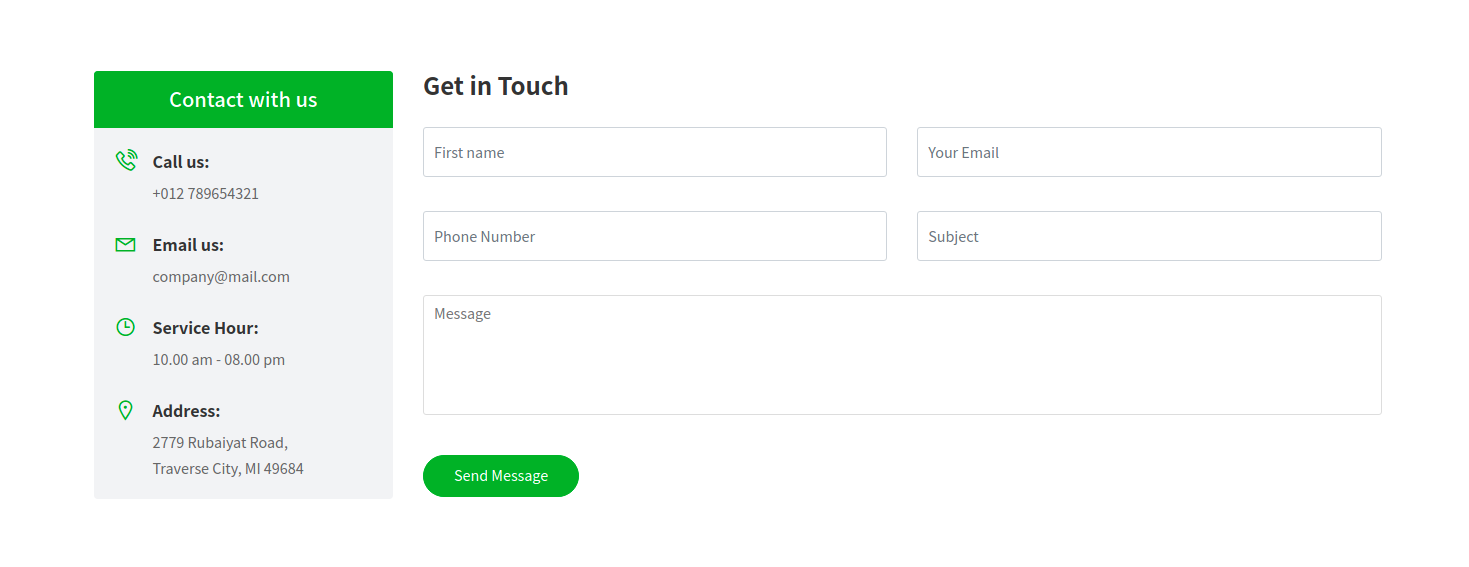 Contact with us
Call us:
+012 789654321
Email us:
company@mail.com
Service Hour:
10.00 am - 08.00 pm
Address:
2779 Rubaiyat Road,
Traverse City, MI 49684
Get in Touch
First name
Your Email
Phone Number
Subject
Message
Send Message